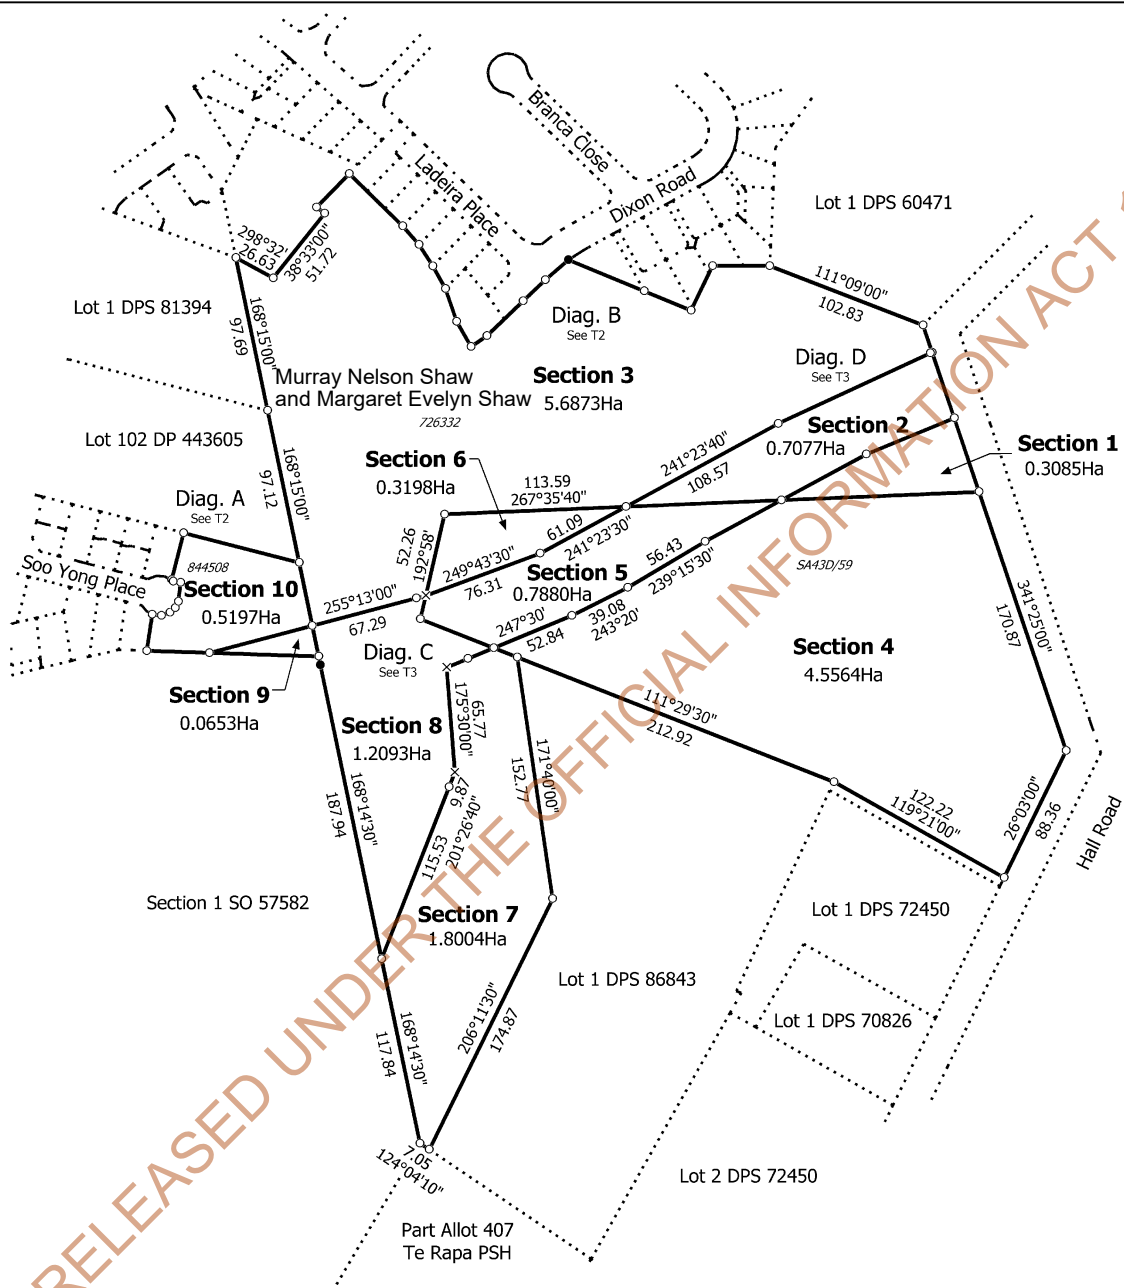 Branca Close
Ladeira Place
Dixon Road
Lot 1 DPS 60471
298°32'
26.63
38°33'00"
51.72
111°09'00"
102.83
Lot 1 DPS 81394
168°15'00"
97.69
Diag. B
See T2
Diag. D
See T3
Murray Nelson Shaw
and Margaret Evelyn Shaw
726332
Section 3
5.6873Ha
Lot 102 DP 443605
168°15'00"
97.12
Section 2
0.7077Ha
Section 1
0.3085Ha
241°23'40"
108.57
Section 6
0.3198Ha
113.59
267°35'40"
Diag. A
See T2
52.26
192°58'
61.09
241°23'30"
249°43'30"
76.31
56.43
239°15'30"
SA43D/59
Soo Yong Place
844508
Section 10
0.5197Ha
Section 5
0.7880Ha
255°13'00"
67.29
247°30'
52.84
39.08
243°20'
341°25'00"
170.87
Diag. C
See T3
Section 4
4.5564Ha
Section 9
0.0653Ha
Section 8
1.2093Ha
65.77
175°30'00"
111°29'30"
212.92
171°40'00"
152.77
168°14'30"
187.94
9.87
201°26'40"
115.53
122.22
119°21'00"
26°03'00"
88.36
Hall Road
Section 1 SO 57582
Section 7
1.8004Ha
Lot 1 DPS 72450
Lot 1 DPS 86843
Lot 1 DPS 70826
206°11'30"
174.87
168°14'30"
117.84
7.05
124°04'10"
Lot 2 DPS 72450
Part Allot 407
Te Rapa PSH
RELEASED UNDER THE OFFICIAL INFORMATION ACT